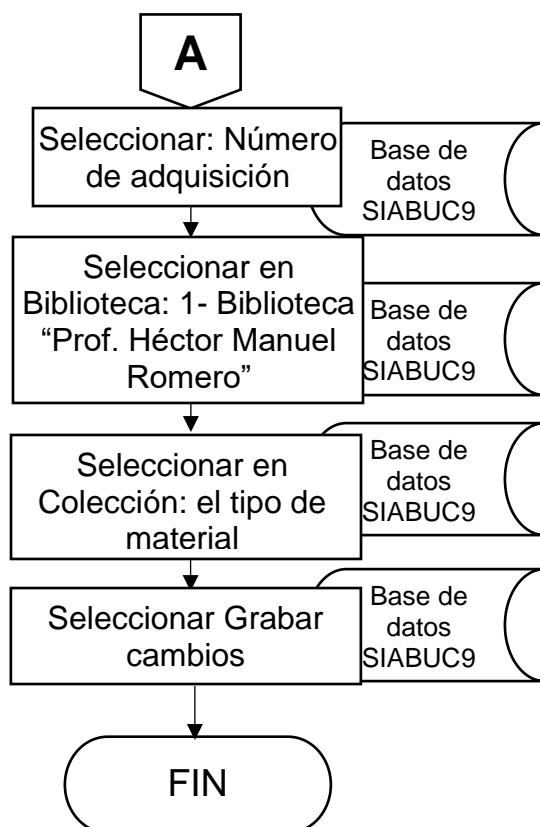 A
Seleccionar: Número
de adquisición
Base de
datos
SIABUC9
Seleccionar en
Biblioteca: 1- Biblioteca
“Prof. Héctor Manuel
Romero”
Base de
datos
SIABUC9
Seleccionar en
Colección: el tipo de
material
Base de
datos
SIABUC9
Seleccionar Grabar
cambios
Base de
datos
SIABUC9
FIN